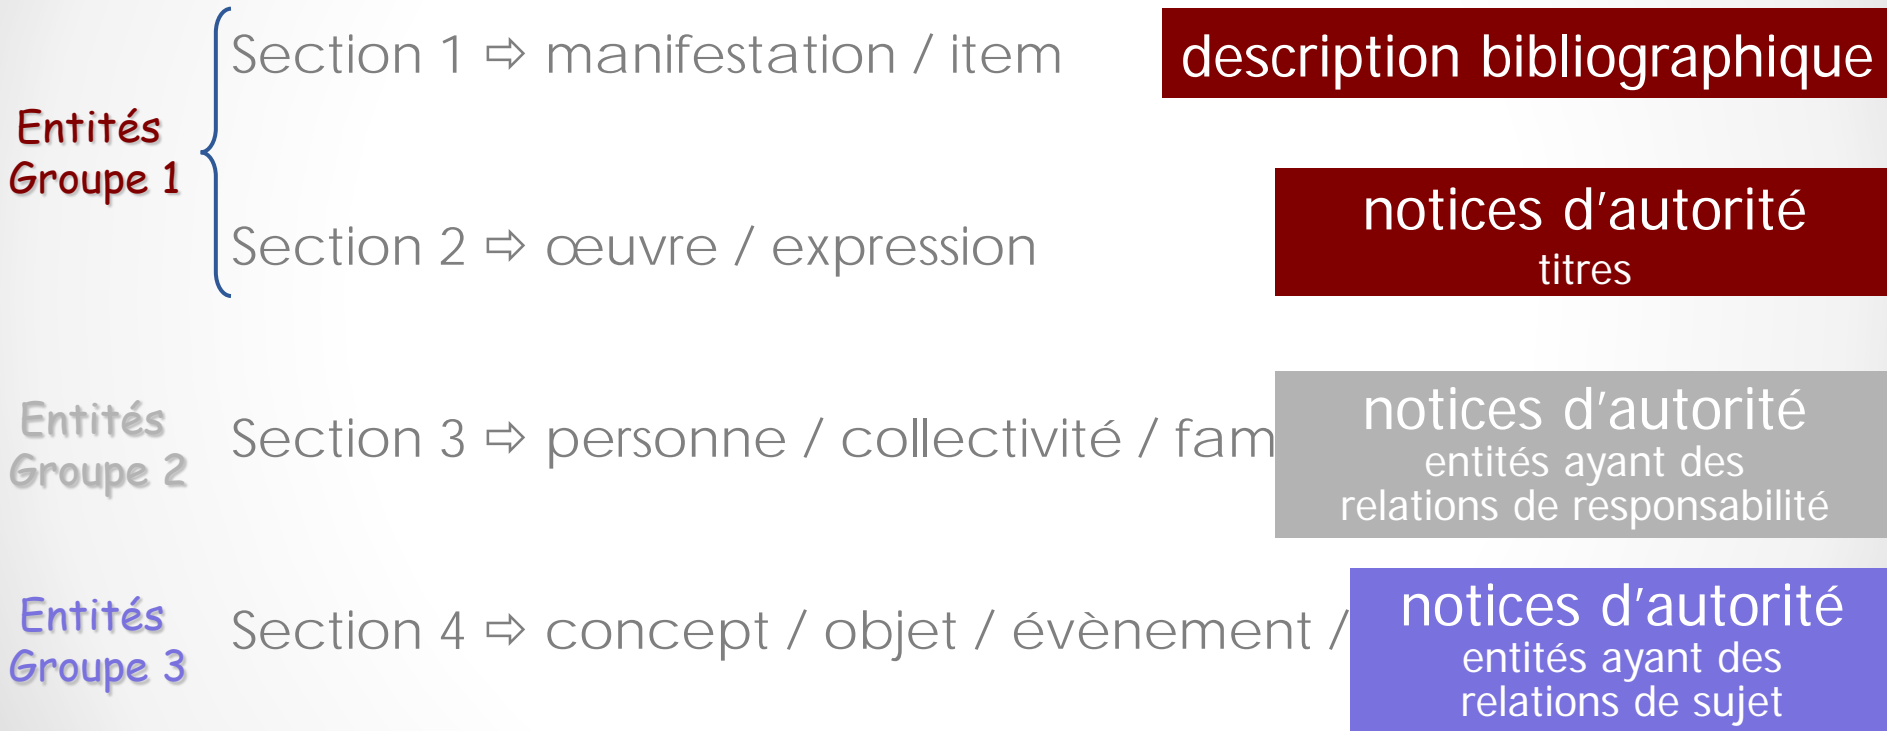 Section 1 ⇨ manifestation / item
description bibliographique
Entités
Groupe 1
Section 2 ⇨ œuvre / expression
notices d'autorité
titres
Entités
Groupe 2
Section 3 ⇨ personne / collectivité / fam
notices d'autorité
entités ayant des
relations de responsabilité
Entités
Groupe 3
Section 4 ⇨ concept / objet / évènement /
notices d'autorité
entités ayant des
relations de sujet